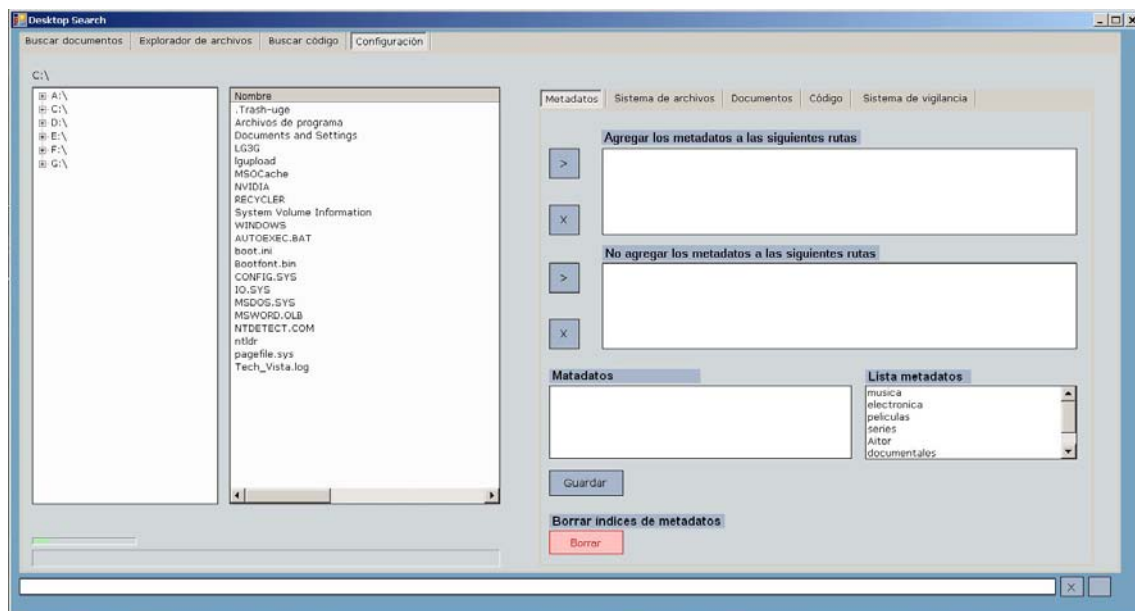 Desktop Search
Buscar documentos Explorador de archivos Buscar código Configuración
C:\
A:\
C:\
D:\
E:\
F:\
G:\
Nombre
.Trash-uge
Archivos de programa
Documents and Settings
LG3G
lgupload
MSOCache
NVIDIA
RECYCLER
System Volume Information
WINDOWS
AUTOEXEC.BAT
boot.ini
Bootfont.bin
CONFIG.SYS
IO.SYS
MSDOS.SYS
MSWORD.OLB
NTDETECT.COM
ntldr
pagefile.sys
Tech_Vista.log
Metadatos Sistema de archivos Documentos Código Sistema de vigilancia
Agregar los metadatos a las siguientes rutas
>
X
No agregar los metadatos a las siguientes rutas
>
X
Matadatos
Lista metadatos
musica
electronica
peliculas
series
Aitor
documentales
Guardar
Borrar índices de metadatos
Borrar
X